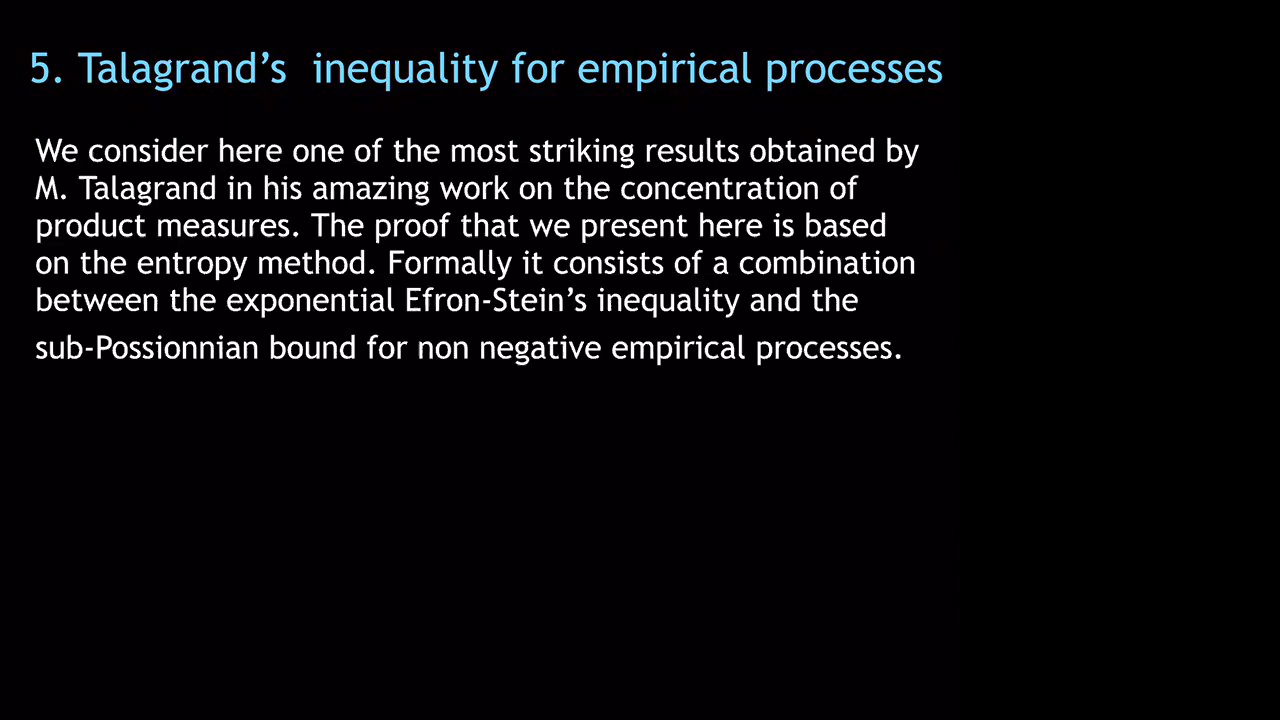 5. Talagrand’s  inequality for empirical processes
We consider here one of the most striking results obtained by
M. Talagrand in his amazing work on the concentration of
product measures. The proof that we present here is based
on the entropy method. Formally it consists of a combination
between the exponential Efron-Stein’s inequality and the
sub-Possionnian bound for non negative empirical processes.